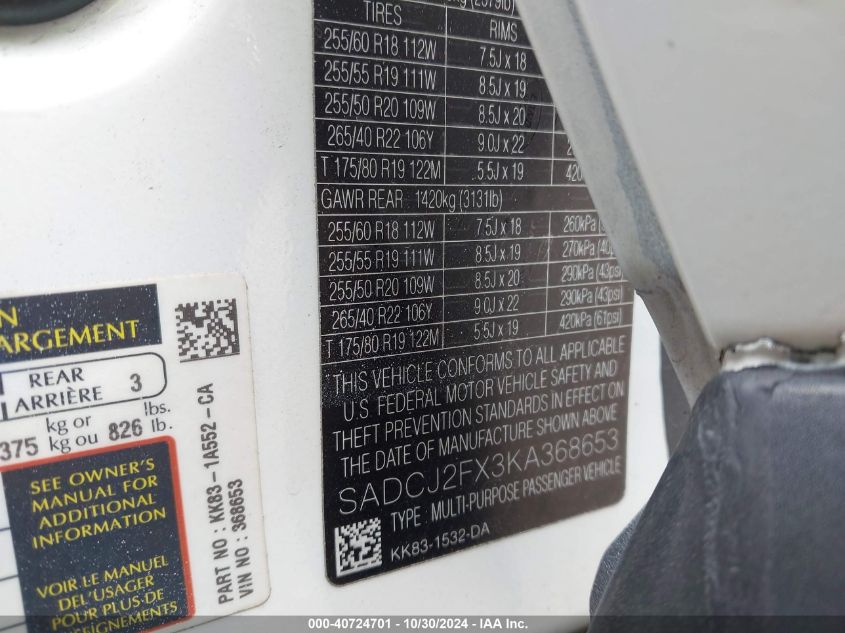 TIRES RIMS
255/60 R18 112W 7.5J x 18
255/55 R19 111W 8.5J x 19
255/50 R20 109W 8.5J x 20
265/40 R22 106Y 9.0J x 22
T 175/80 R19 122M 5.5J x 19
GAWR REAR 1420kg (3131lb)
255/60 R18 112W 7.5J x 18 260kPa
255/55 R19 111W 8.5J x 19 270kPa
255/50 R20 109W 8.5J x 20 290kPa (43psi)
265/40 R22 106Y 9.0J x 22 290kPa (43psi)
T 175/80 R19 122M 5.5J x 19 420kPa (61psi)
THIS VEHICLE CONFORMS TO ALL APPLICABLE
U.S. FEDERAL MOTOR VEHICLE SAFETY AND
THEFT PREVENTION STANDARDS IN EFFECT ON
THE DATE OF MANUFACTURE SHOWN ABOVE
SADCJ2FX3KA368653
TYPE : MULTI-PURPOSE PASSENGER VEHICLE
KK83-1532-DA
REAR
ARRIÈRE 3
375 kg or 826 lbs.
kg ou lb.
SEE OWNER'S
MANUAL FOR
ADDITIONAL
INFORMATION
VOIR LE MANUEL
DEL'USAGER
POUR PLUS DE
PART NO : KK83-1A552-CA
VIN NO : 368653
000-40724701 - 10/30/2024 - IAA Inc.